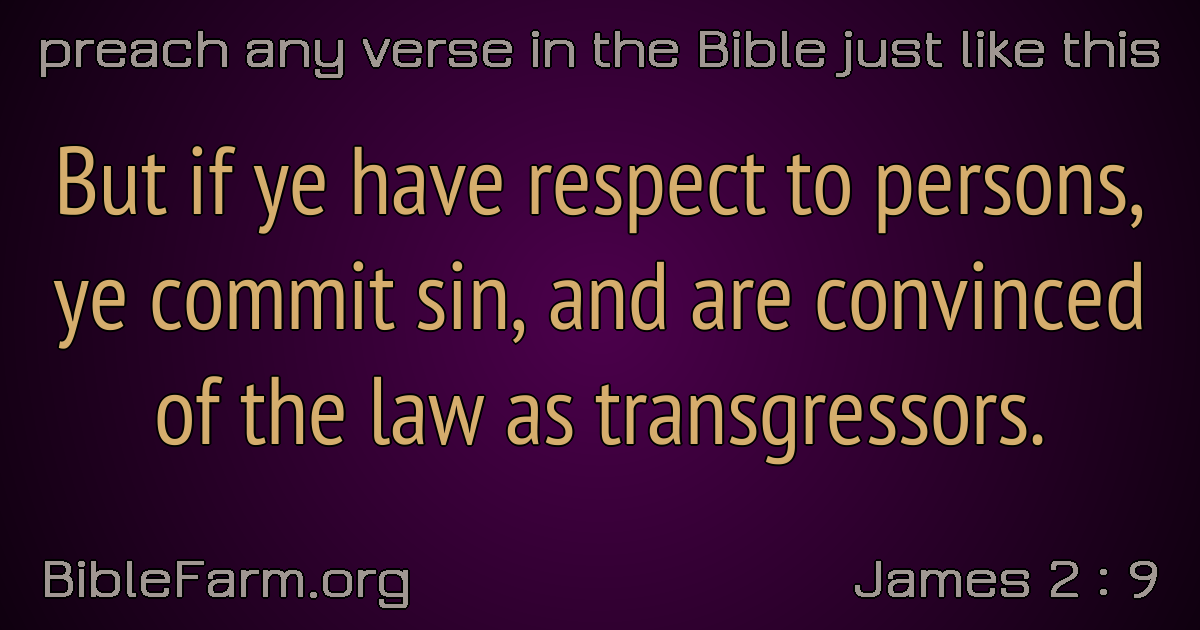 preach any verse in the Bible just like this
But if ye have respect to persons,
ye commit sin, and are convinced
of the law as transgressors.
BibleFarm.org
James 2 : 9